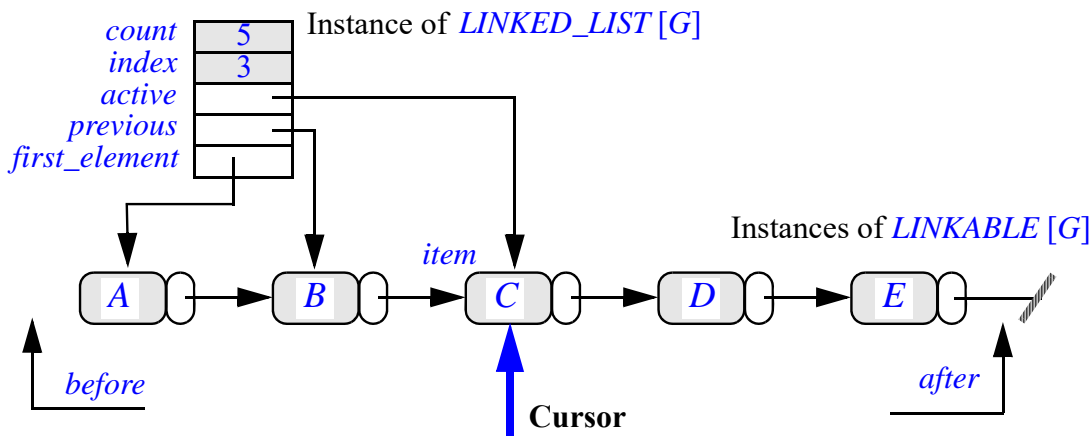 count 5 Instance of LINKED_LIST [G]
index 3
active
previous
first_element
Instances of LINKABLE [G]
item
A B C D E
before after
Cursor